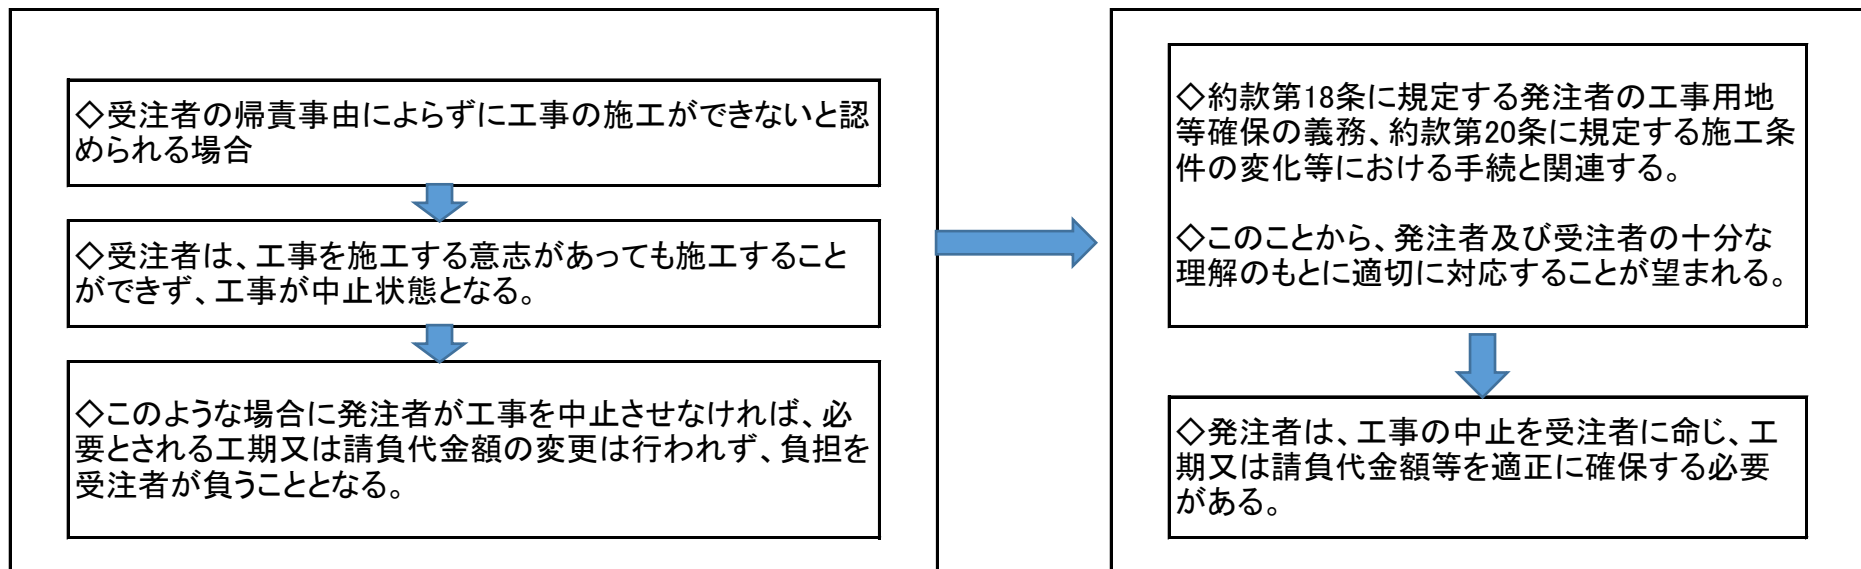 ◇受注者の帰責事由によらずに工事の施工ができないと認
められる場合
◇受注者は、工事を施工する意志があっても施工すること
ができず、工事が中止状態となる。
◇このような場合に発注者が工事を中止させなければ、必
要とされる工期又は請負代金額の変更は行われず、負担を
受注者が負うこととなる。
◇約款第18条に規定する発注者の工事用地
等確保の義務、約款第20条に規定する施工条
件の変化等における手続と関連する。
◇このことから、発注者及び受注者の十分な
理解のもとに適切に対応することが望まれる。
◇発注者は、工事の中止を受注者に命じ、工
期又は請負代金額等を適正に確保する必要
がある。